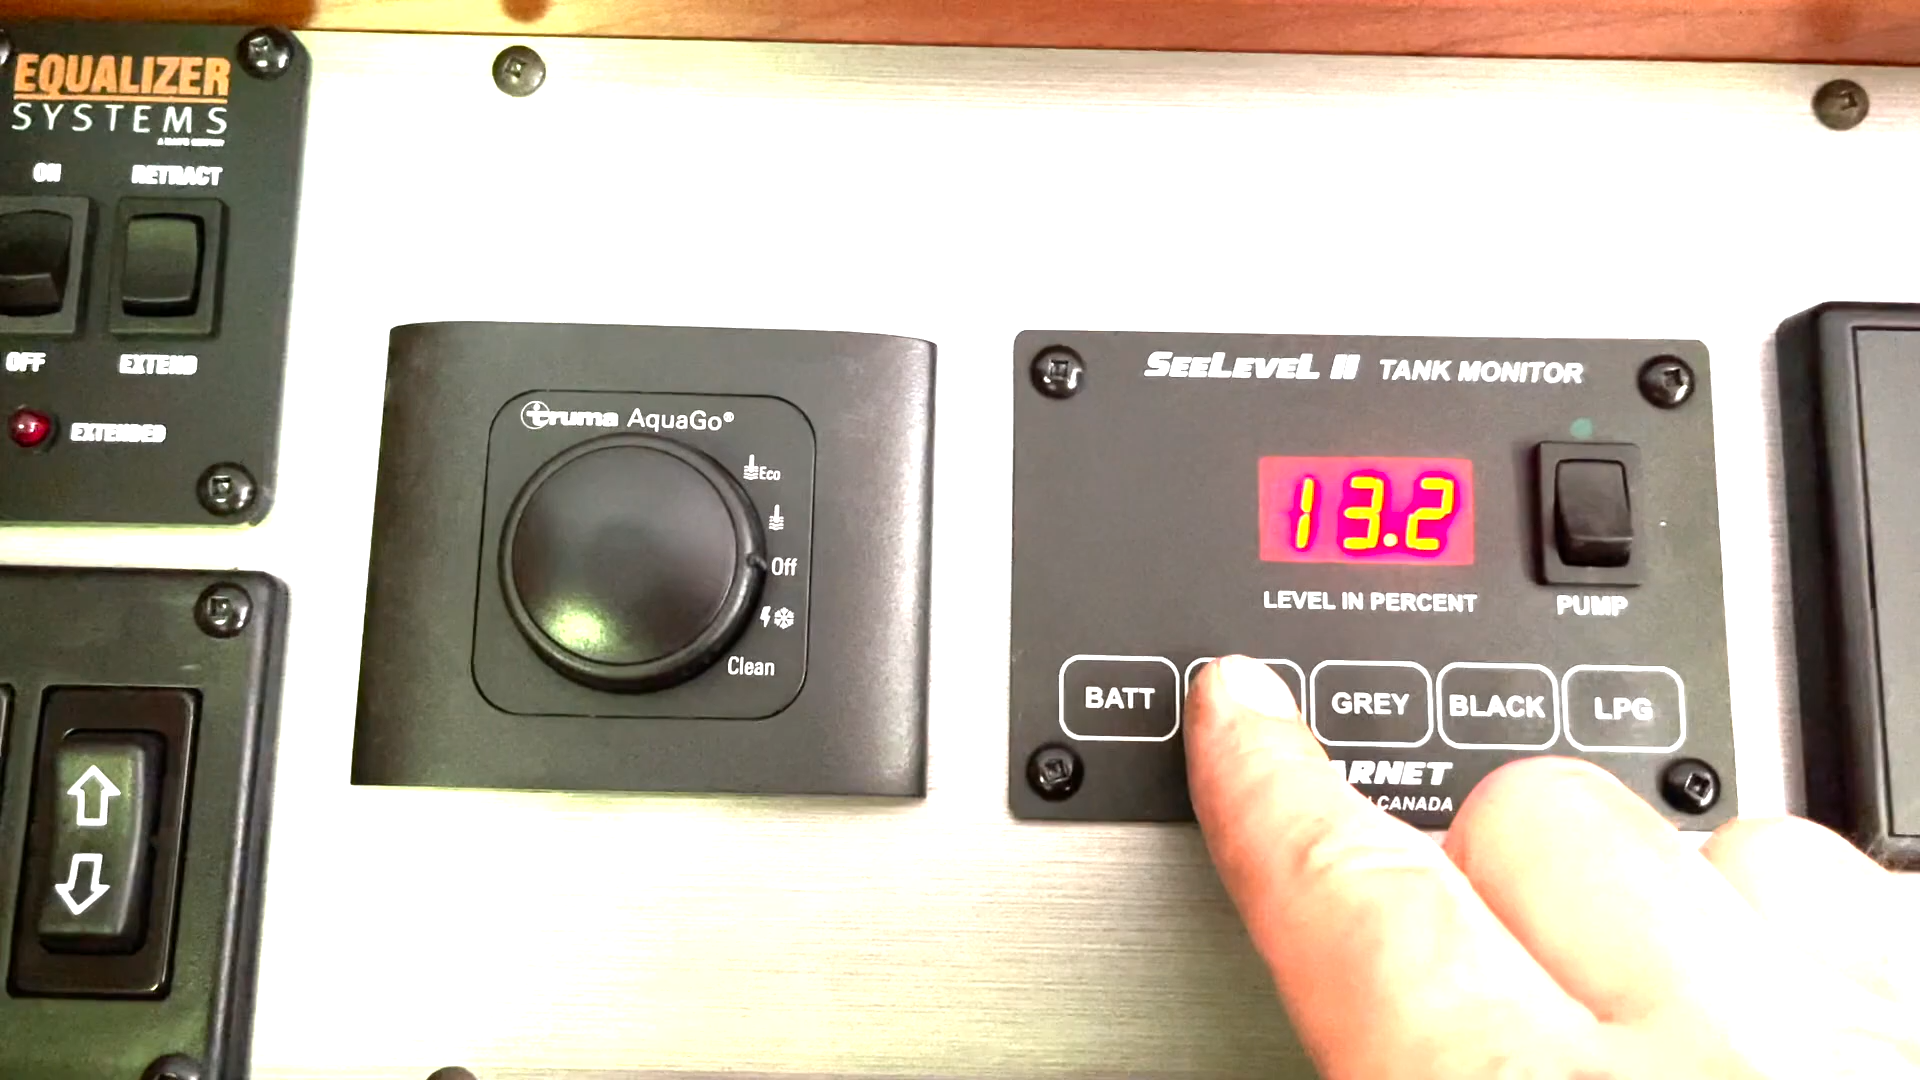 EQUALIZER
SYSTEMS
ON RETRACT
OFF EXTEND
EXTENDED
truma AquaGo®
Eco
Off
Clean
SEELEVEL II TANK MONITOR
13.2
LEVEL IN PERCENT
PUMP
BATT GREY BLACK LPG
ARNET
CANADA